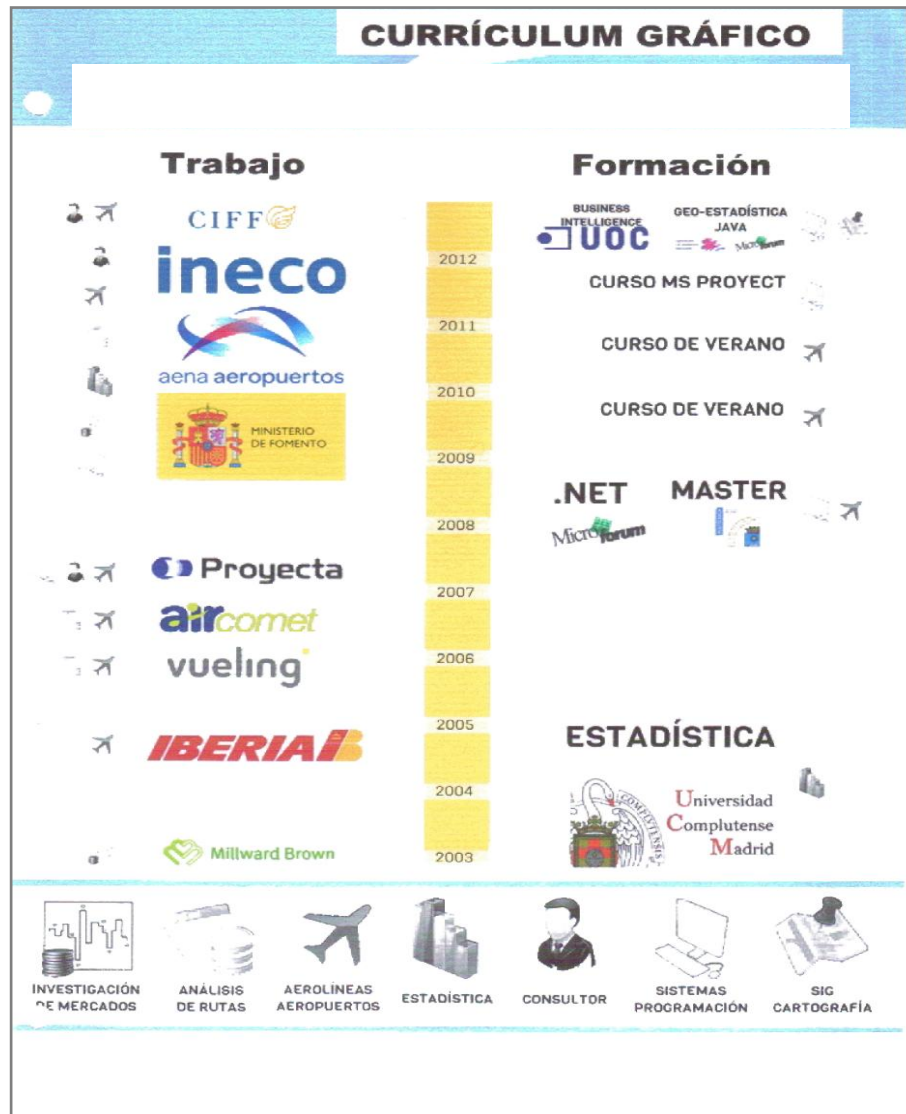 CURRÍCULUM GRÁFICO
Trabajo
CIFF
ineco
aena aeropuertos
MINISTERIO
DE FOMENTO
Proyecta
aircomet
vueling
IBERIA
Millward Brown
2012
2011
2010
2009
2008
2007
2006
2005
2004
2003
Formación
BUSINESS
INTELLIGENCE
UOC
GEO-ESTADÍSTICA
JAVA
Microforum
CURSO MS PROYECT
CURSO DE VERANO
CURSO DE VERANO
.NET
Microforum
MASTER
ESTADÍSTICA
Universidad
Complutense
Madrid
INVESTIGACIÓN
DE MERCADOS
ANÁLISIS
DE RUTAS
AEROLÍNEAS
AEROPUERTOS
ESTADÍSTICA
CONSULTOR
SISTEMAS
PROGRAMACIÓN
SIG
CARTOGRAFÍA